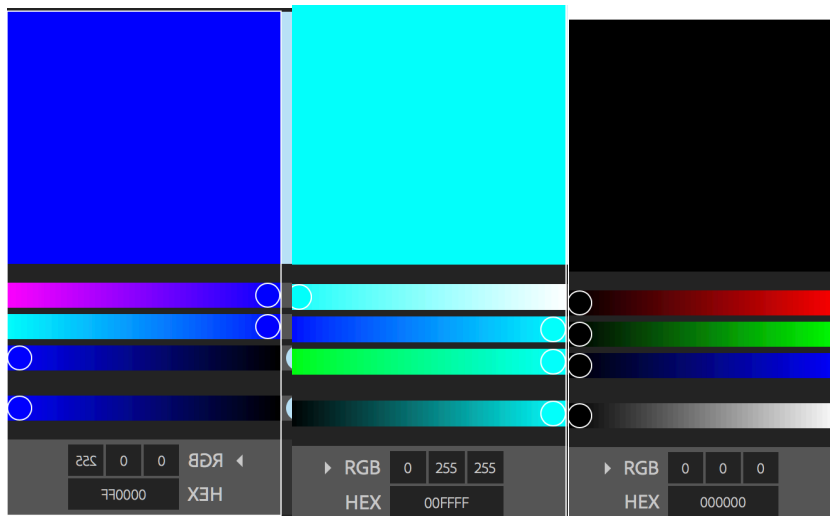 RGB 0 0 255
HEX 0000FF
RGB 0 255 255
HEX 00FFFF
RGB 0 0 0
HEX 000000